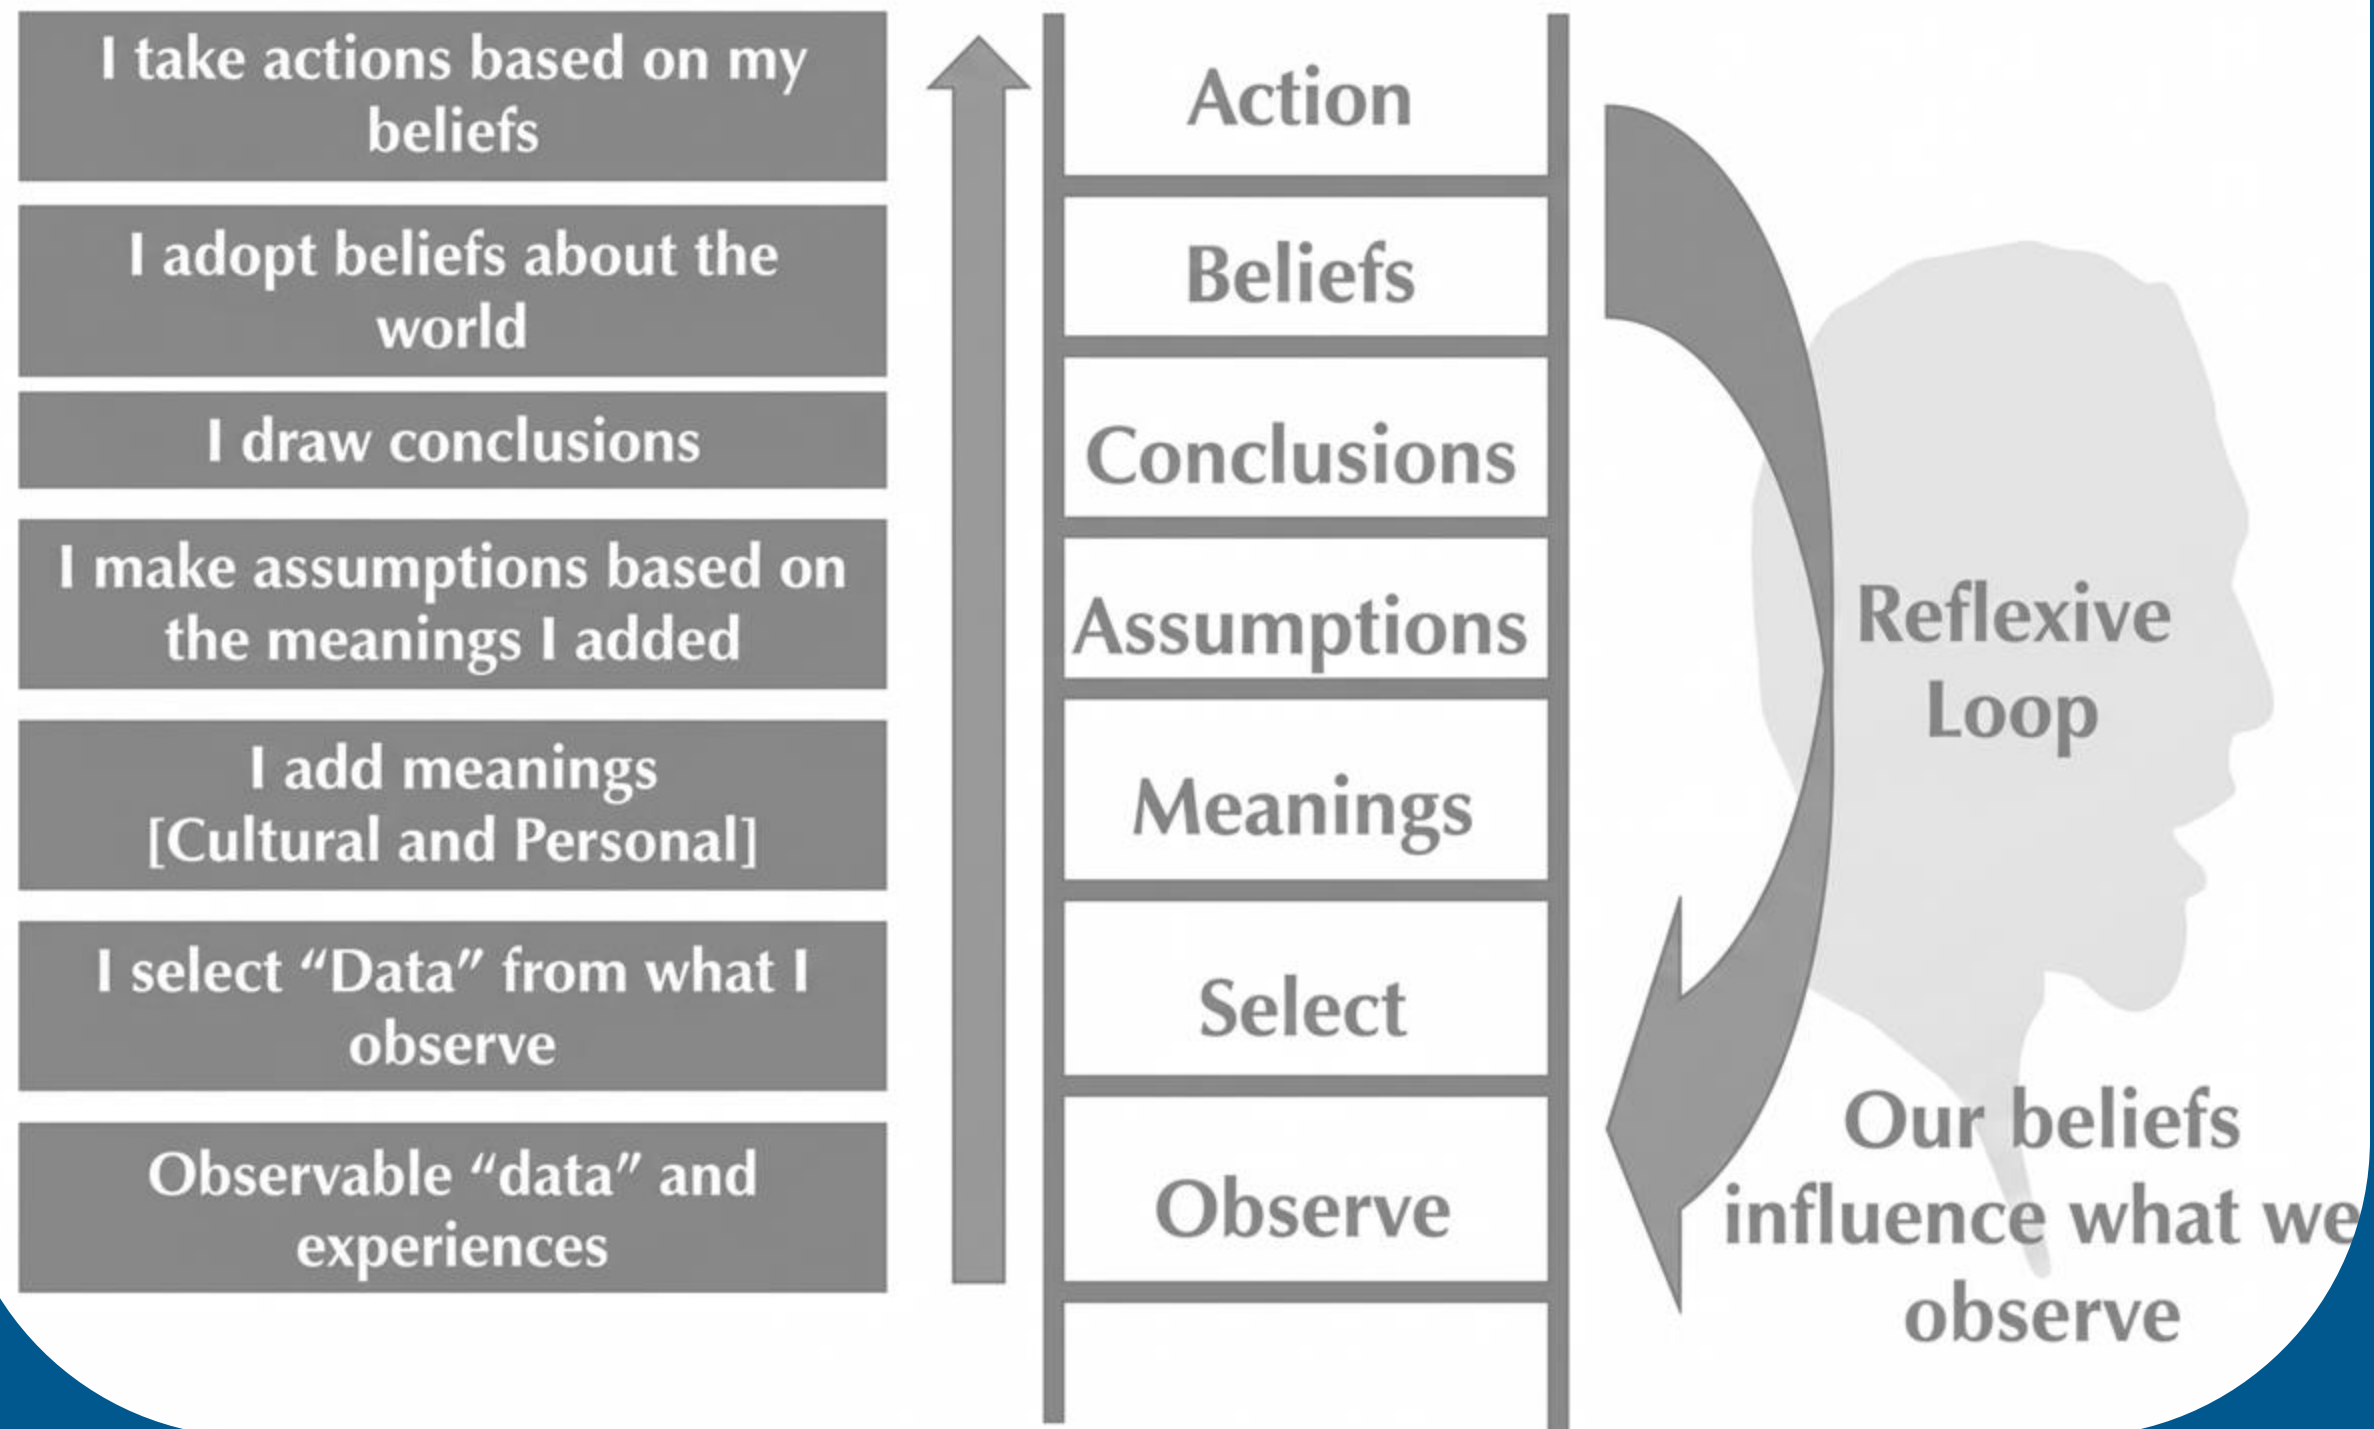 I take actions based on my
beliefs
I adopt beliefs about the
world
I draw conclusions
I make assumptions based on
the meanings I added
I add meanings
[Cultural and Personal]
I select “Data” from what I
observe
Observable “data” and
experiences
Action
Beliefs
Conclusions
Assumptions
Meanings
Select
Observe
Reflexive
Loop
Our beliefs
influence what we
observe